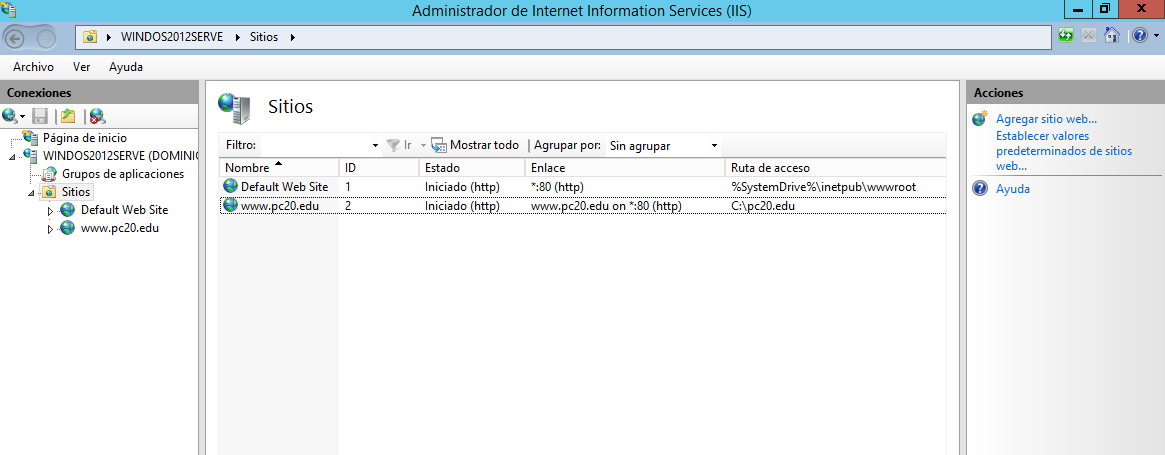 Administrador de Internet Information Services (IIS)
WINDOS2012SERVE Sitios
Archivo Ver Ayuda
Conexiones
Página de inicio
WINDOS2012SERVE (DOMINIC
Grupos de aplicaciones
Sitios
Default Web Site
www.pc20.edu
Sitios
Filtro: Ir Mostrar todo Agrupar por: Sin agrupar
Nombre ID Estado Enlace Ruta de acceso
Default Web Site 1 Iniciado (http) *:80 (http) %SystemDrive%\inetpub\wwwroot
www.pc20.edu 2 Iniciado (http) www.pc20.edu on *:80 (http) C:\pc20.edu
Acciones
Agregar sitio web...
Establecer valores
predeterminados de sitios
web...
Ayuda